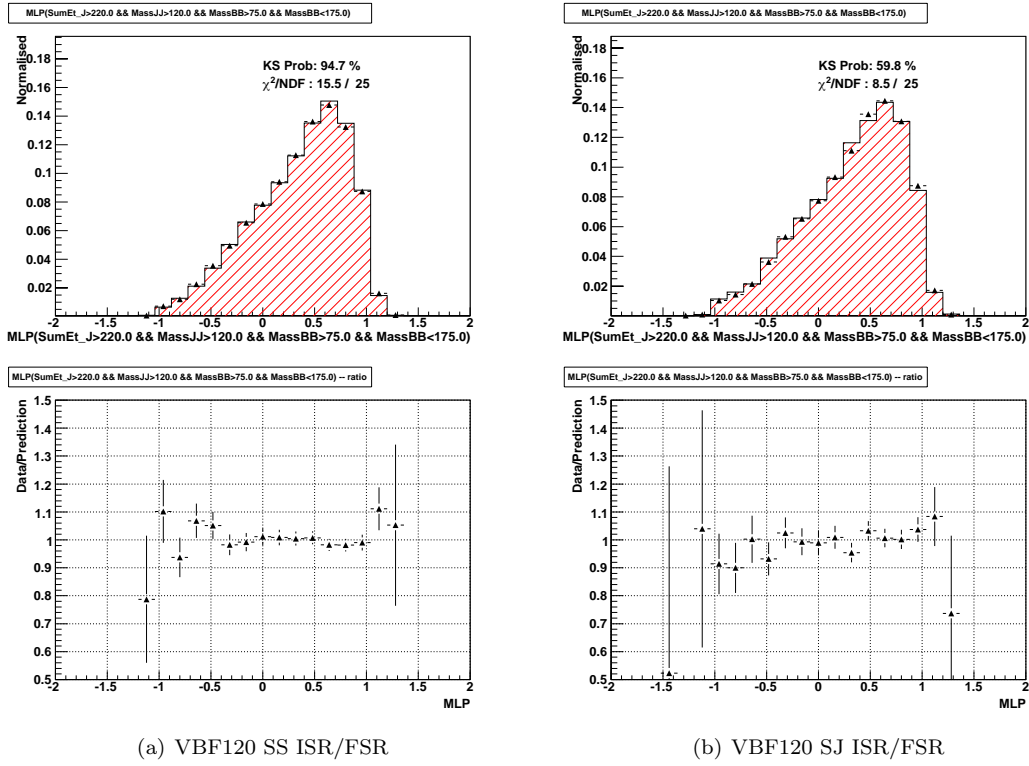 MLP(SumEt_J>220.0 && MassJJ>120.0 && MassBB>75.0 && MassBB<175.0)
Normalised
0.18
0.16
0.14
0.12
0.1
0.08
0.06
0.04
0.02
KS Prob: 94.7 %
χ²/NDF : 15.5 / 25
-2 -1.5 -1 -0.5 0 0.5 1 1.5 2
MLP(SumEt_J>220.0 && MassJJ>120.0 && MassBB>75.0 && MassBB<175.0)
MLP(SumEt_J>220.0 && MassJJ>120.0 && MassBB>75.0 && MassBB<175.0) -- ratio
Data/Prediction
1.5
1.4
1.3
1.2
1.1
1
0.9
0.8
0.7
0.6
0.5
-2 -1.5 -1 -0.5 0 0.5 1 1.5 2
MLP
(a) VBF120 SS ISR/FSR
MLP(SumEt_J>220.0 && MassJJ>120.0 && MassBB>75.0 && MassBB<175.0)
Normalised
0.18
0.16
0.14
0.12
0.1
0.08
0.06
0.04
0.02
KS Prob: 59.8 %
χ²/NDF : 8.5 / 25
-2 -1.5 -1 -0.5 0 0.5 1 1.5 2
MLP(SumEt_J>220.0 && MassJJ>120.0 && MassBB>75.0 && MassBB<175.0)
MLP(SumEt_J>220.0 && MassJJ>120.0 && MassBB>75.0 && MassBB<175.0) -- ratio
Data/Prediction
1.5
1.4
1.3
1.2
1.1
1
0.9
0.8
0.7
0.6
0.5
-2 -1.5 -1 -0.5 0 0.5 1 1.5 2
MLP
(b) VBF120 SJ ISR/FSR